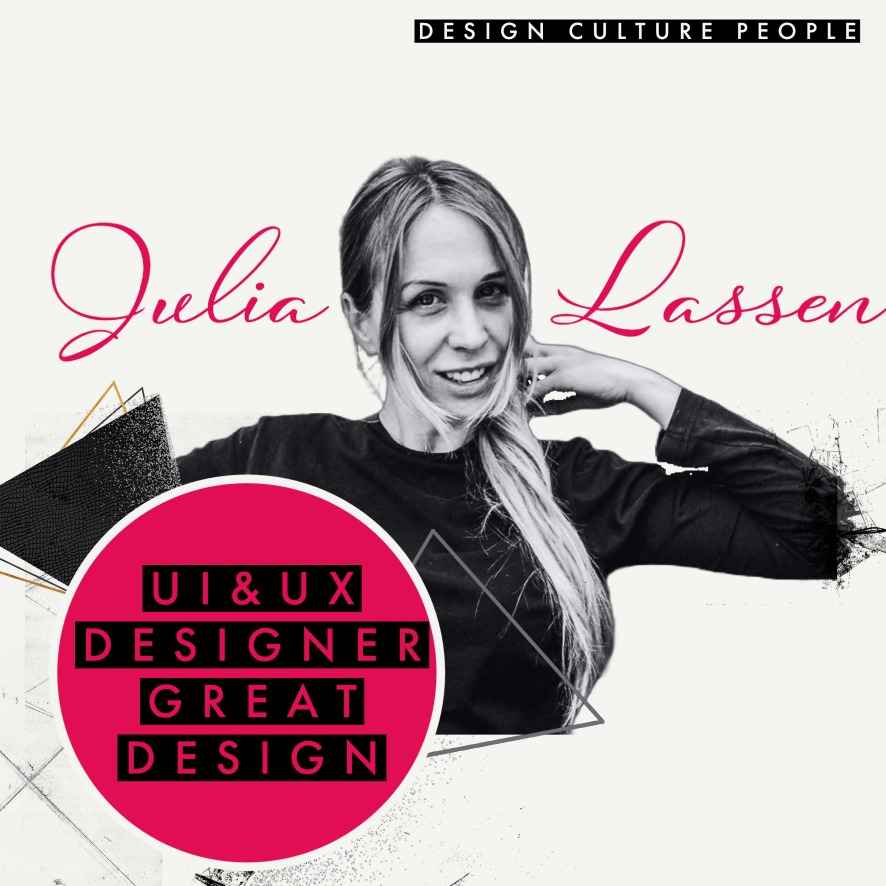 DESIGN CULTURE PEOPLE
Julia Lassen
UI&UX
DESIGNER
GREAT
DESIGN